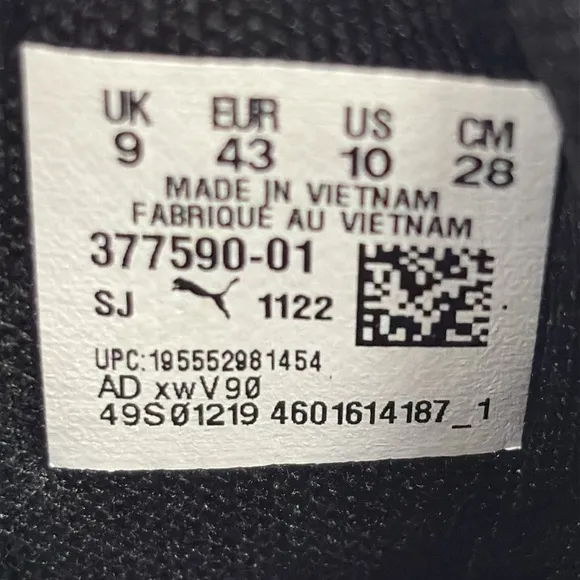 UK EUR US CM
9 43 10 28
MADE IN VIETNAM
FABRIQUE AU VIETNAM
377590-01
SJ 1122
UPC:195552981454
AD xwV90
49S01219 4601614187_1